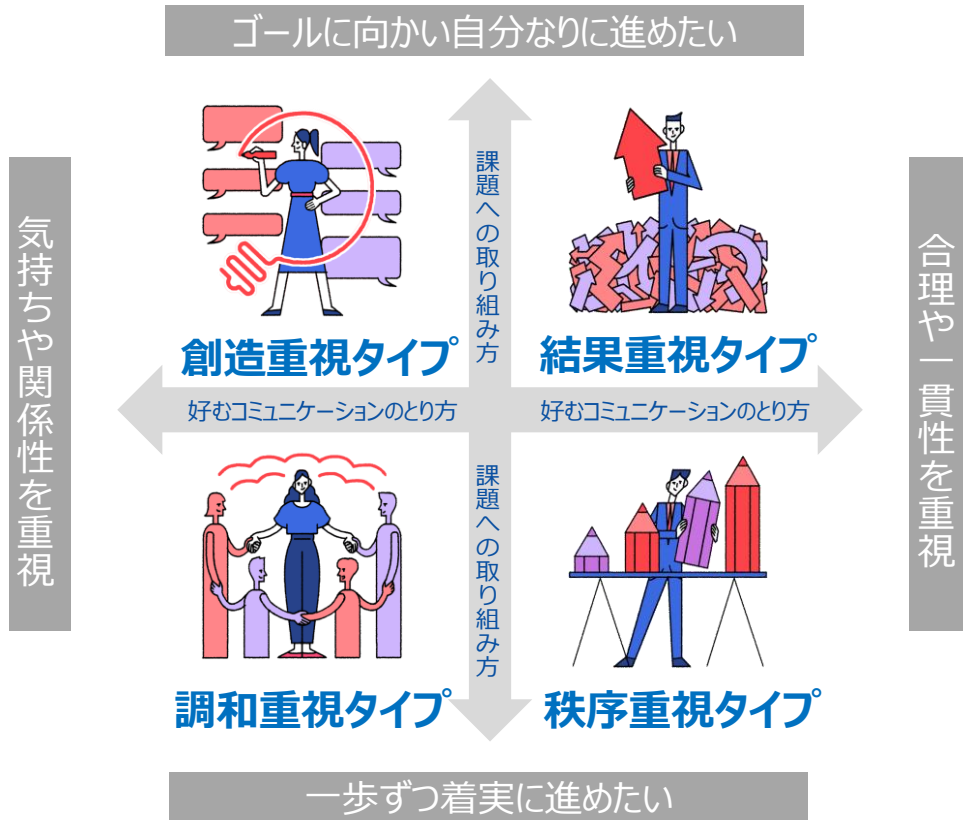 ゴールに向かい自分なりに進めたい
気持ちや関係性を重視
課題への取り組み方
合理や一貫性を重視
創造重視タイプ
結果重視タイプ
好むコミュニケーションのとり方
好むコミュニケーションのとり方
課題への取り組み方
調和重視タイプ
秩序重視タイプ
一歩ずつ着実に進めたい